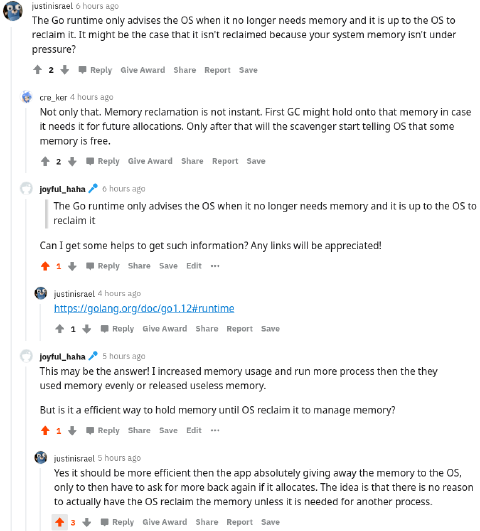 justinisrael 6 hours ago
The Go runtime only advises the OS when it no longer needs memory and it is up to the OS to
reclaim it. It might be the case that it isn't reclaimed because your system memory isn't under
pressure?
2 Reply Give Award Share Report Save
cre_ker 4 hours ago
Not only that. Memory reclamation is not instant. First GC might hold onto that memory in case
it needs it for future allocations. Only after that will the scavenger start telling OS that some
memory is free.
2 Reply Give Award Share Report Save
joyful_haha 6 hours ago
The Go runtime only advises the OS when it no longer needs memory and it is up to the OS to
reclaim it
Can I get some helps to get such information? Any links will be appreciated!
1 Reply Share Save Edit ···
justinisrael 4 hours ago
https://golang.org/doc/go1.12#runtime
1 Reply Give Award Share Report Save
joyful_haha 5 hours ago
This may be the answer! I increased memory usage and run more process then the they
used memory evenly or released useless memory.
But is it a efficient way to hold memory until OS reclaim it to manage memory?
1 Reply Share Save Edit ···
justinisrael 5 hours ago
Yes it should be more efficient then the app absolutely giving away the memory to the OS,
only to then have to ask for more back again if it allocates. The idea is that there is no reason
to actually have the OS reclaim the memory unless it is needed for another process.
3 Reply Give Award Share Report Save